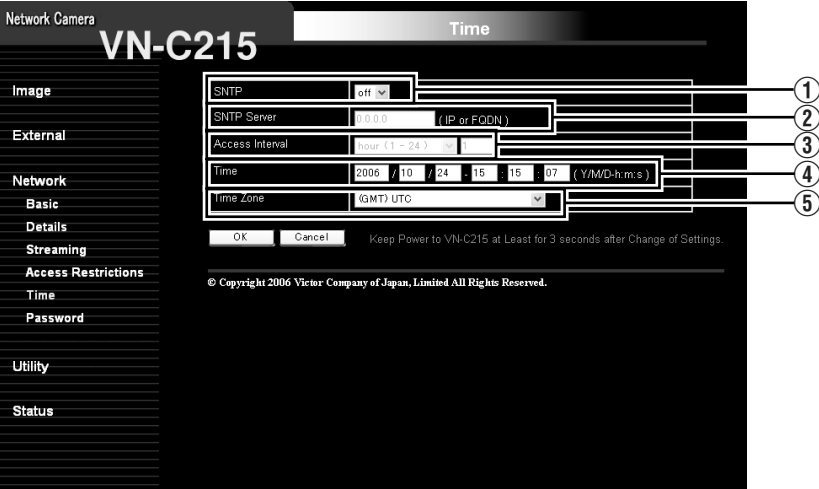 Network Camera
VN-C215
Time
Image
External
Network
Basic
Details
Streaming
Access Restrictions
Time
Password
Utility
Status
SNTP off ①
SNTP Server 0.0.0.0 ( IP or FQDN ) ②
Access Interval hour (1 - 24 ) 1 ③
Time 2006 / 10 / 24 - 15 : 15 : 07 ( Y/M/D-h:m:s ) ④
Time Zone (GMT) UTC ⑤
OK Cancel Keep Power to VN-C215 at Least for 3 seconds after Change of Settings.
© Copyright 2006 Victor Company of Japan, Limited All Rights Reserved.